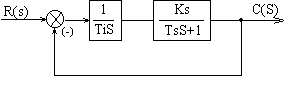 R(s) 1 Ks C(S)
(-) TiS TsS+1